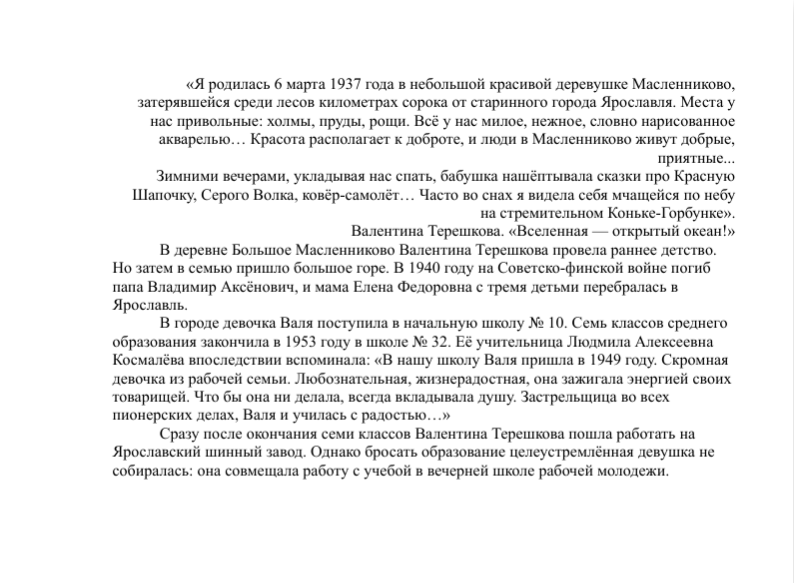 «Я родилась 6 марта 1937 года в небольшой красивой деревушке Масленниково,
затерявшейся среди лесов километрах сорока от старинного города Ярославля. Места у
нас привольные: холмы, пруды, рощи. Всё у нас милое, нежное, словно нарисованное
акварелью… Красота располагает к доброте, и люди в Масленниково живут добрые,
приятные...
Зимними вечерами, укладывая нас спать, бабушка нашёптывала сказки про Красную
Шапочку, Серого Волка, ковёр-самолёт… Часто во снах я видела себя мчащейся по небу
на стремительном Коньке-Горбунке».
Валентина Терешкова. «Вселенная — открытый океан!»
В деревне Большое Масленниково Валентина Терешкова провела раннее детство.
Но затем в семью пришло большое горе. В 1940 году на Советско-финской войне погиб
папа Владимир Аксёнович, и мама Елена Федоровна с тремя детьми перебралась в
Ярославль.
В городе девочка Валя поступила в начальную школу № 10. Семь классов среднего
образования закончила в 1953 году в школе № 32. Её учительница Людмила Алексеевна
Космалёва впоследствии вспоминала: «В нашу школу Валя пришла в 1949 году. Скромная
девочка из рабочей семьи. Любознательная, жизнерадостная, она зажигала энергией своих
товарищей. Что бы она ни делала, всегда вкладывала душу. Застрельщица во всех
пионерских делах, Валя и училась с радостью…»
Сразу после окончания семи классов Валентина Терешкова пошла работать на
Ярославский шинный завод. Однако бросать образование целеустремлённая девушка не
собиралась: она совмещала работу с учебой в вечерней школе рабочей молодежи.